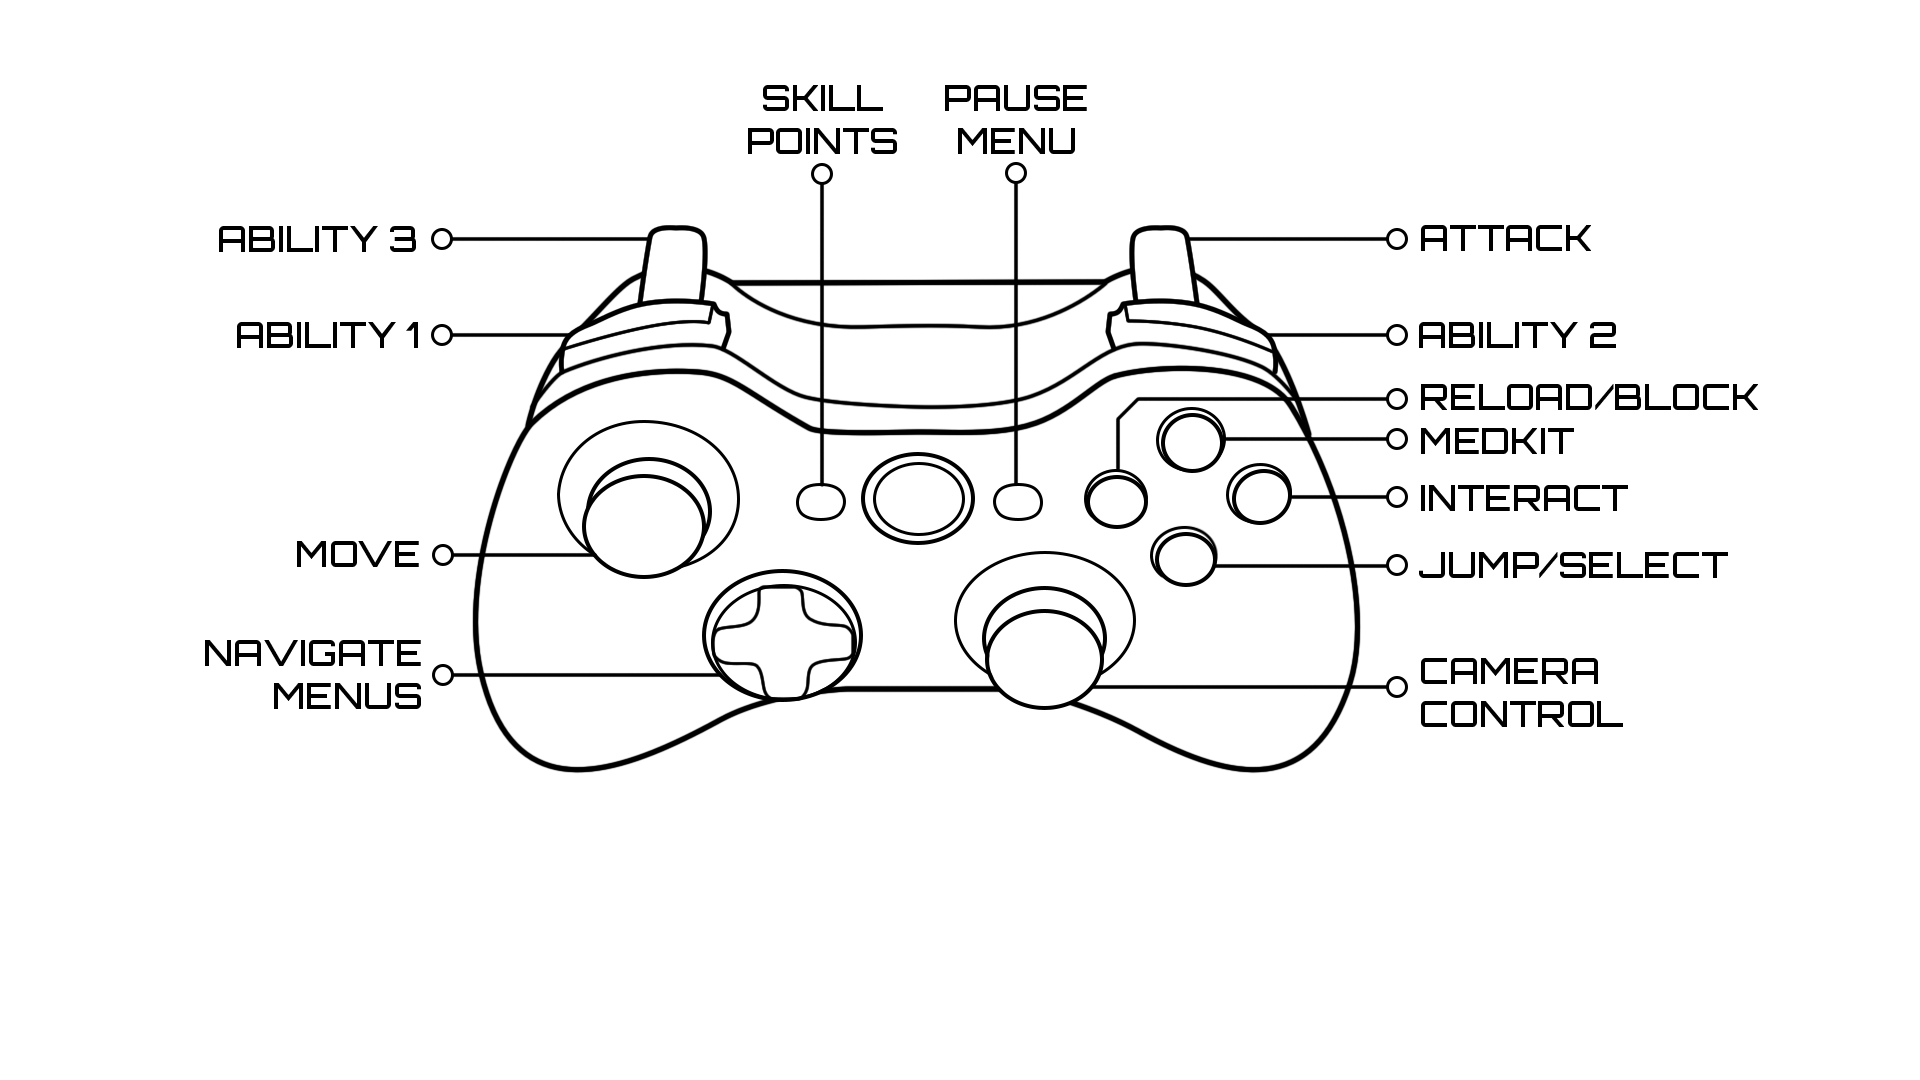 SKILL
POINTS
PAUSE
MENU
ABILITY 3
ATTACK
ABILITY 1
ABILITY 2
RELOAD/BLOCK
MEDKIT
INTERACT
MOVE
JUMP/SELECT
NAVIGATE
MENUS
CAMERA
CONTROL